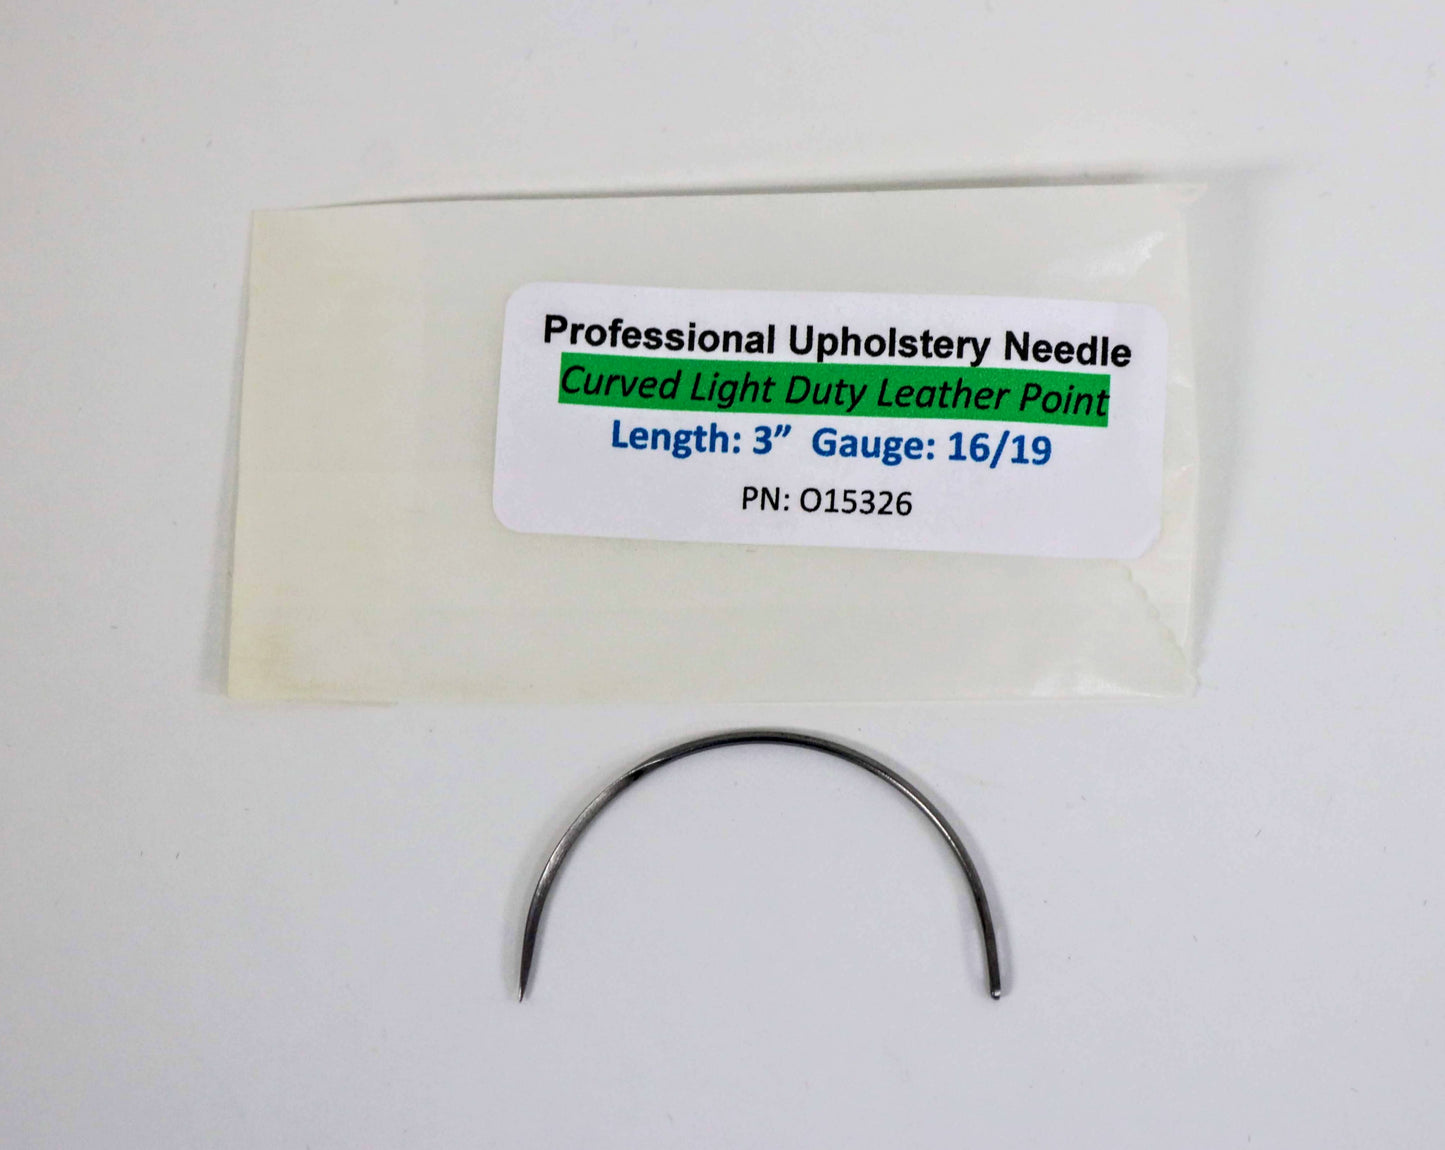 Professional Upholstery Needle
Curved Light Duty Leather Point
Length: 3” Gauge: 16/19
PN: O15326